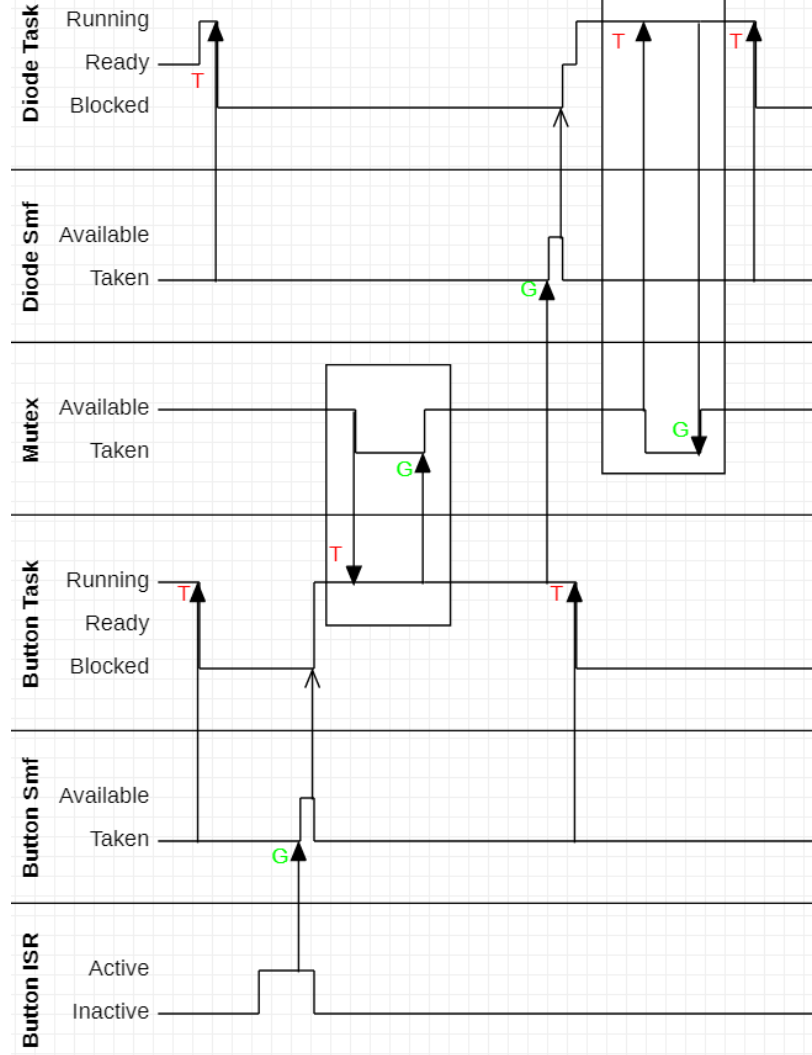 Diode Task
Running
Ready
Blocked
T
T
T
Diode Smf
Available
Taken
G
Mutex
Available
Taken
G
G
T
Button Task
Running
Ready
Blocked
T
T
Button Smf
Available
Taken
G
Button ISR
Active
Inactive